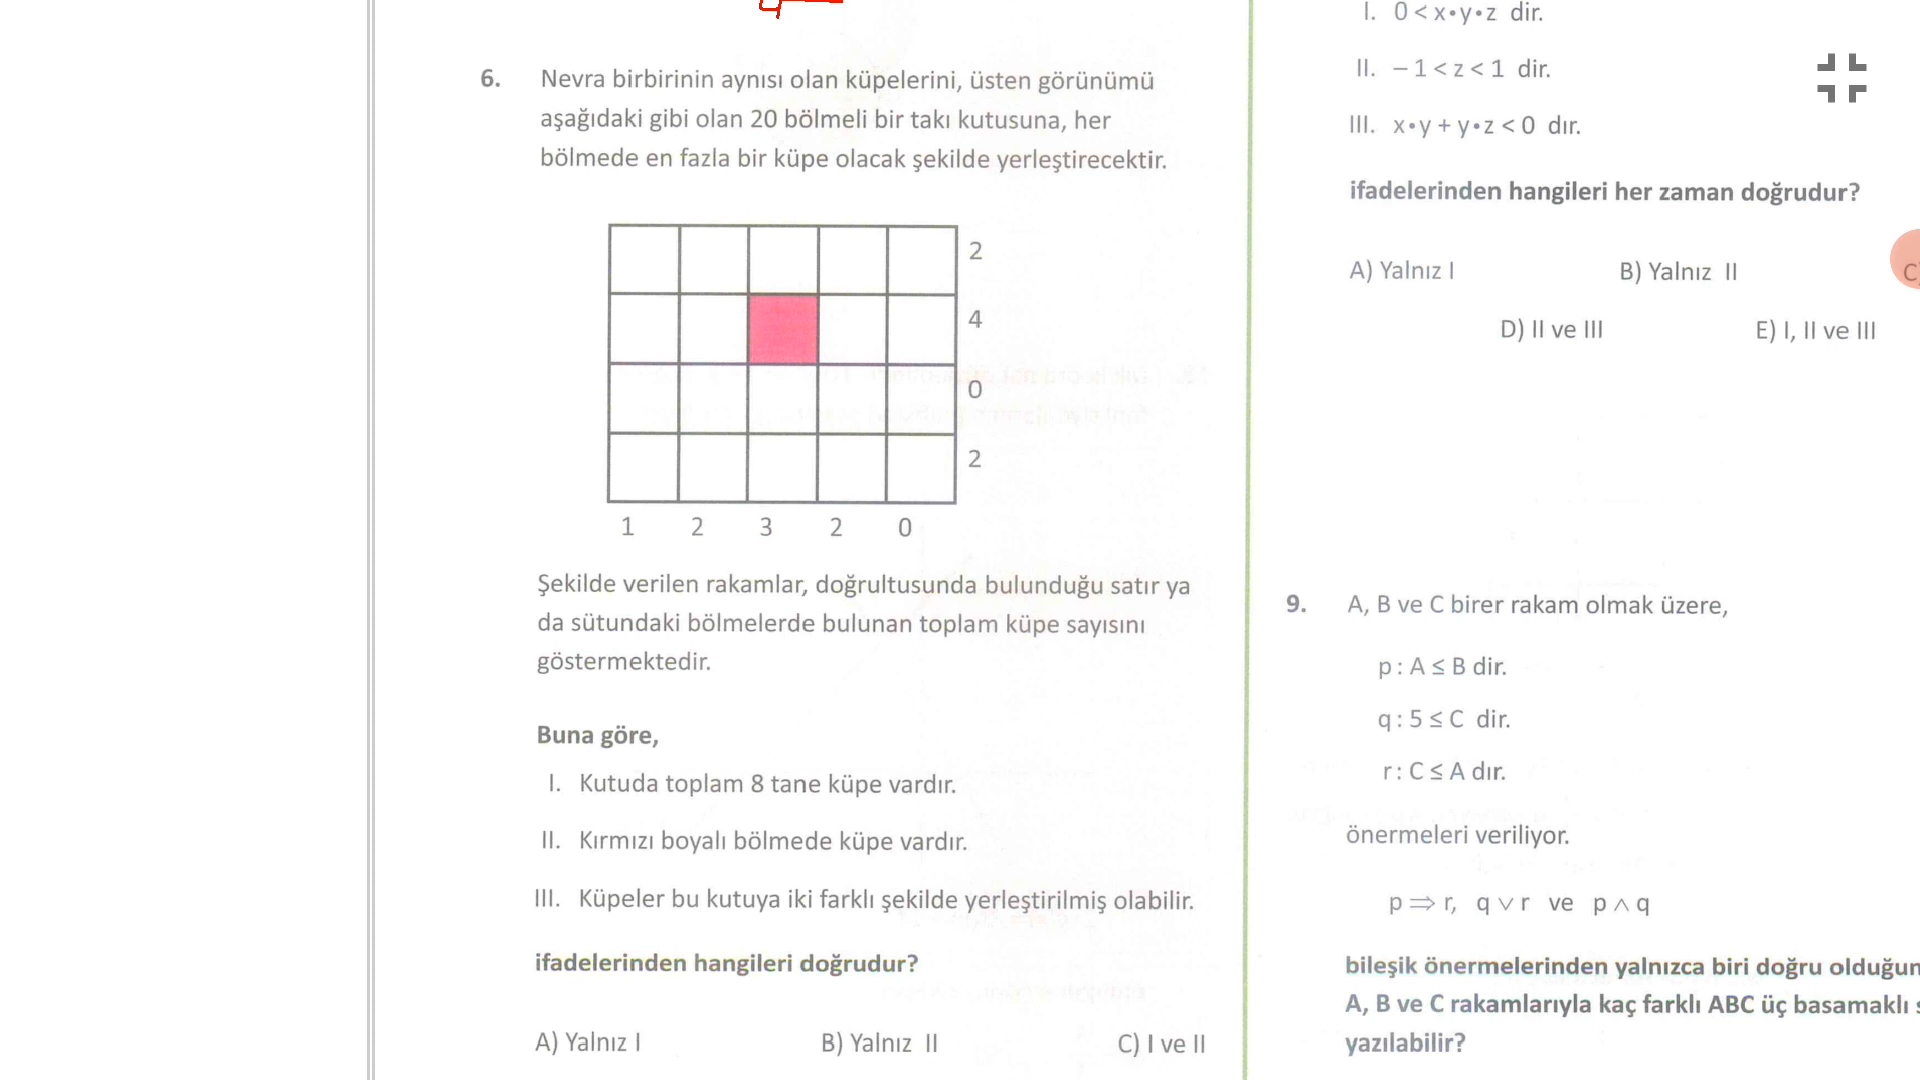 6. Nevra birbirinin aynısı olan küpelerini, üsten görünümü
aşağıdaki gibi olan 20 bölmeli bir takı kutusuna, her
bölmede en fazla bir küpe olacak şekilde yerleştirecektir.
2
4
0
2
1 2 3 2 0
Şekilde verilen rakamlar, doğrultusunda bulunduğu satır ya
da sütundaki bölmelerde bulunan toplam küpe sayısını
göstermektedir.
Buna göre,
I. Kutuda toplam 8 tane küpe vardır.
II. Kırmızı boyalı bölmede küpe vardır.
III. Küpeler bu kutuya iki farklı şekilde yerleştirilmiş olabilir.
ifadelerinden hangileri doğrudur?
A) Yalnız I B) Yalnız II C) I ve II
I. 0 < x•y•z dir.
II. – 1 < z < 1 dir.
III. x•y + y•z < 0 dır.
ifadelerinden hangileri her zaman doğrudur?
A) Yalnız I B) Yalnız II C)
D) II ve III E) I, II ve III
9. A, B ve C birer rakam olmak üzere,
p : A ≤ B dir.
q : 5 ≤ C dir.
r : C ≤ A dır.
önermeleri veriliyor.
p ⇒ r, q ∨ r ve p ∧ q
bileşik önermelerinden yalnızca biri doğru olduğun
A, B ve C rakamlarıyla kaç farklı ABC üç basamaklı s
yazılabilir?